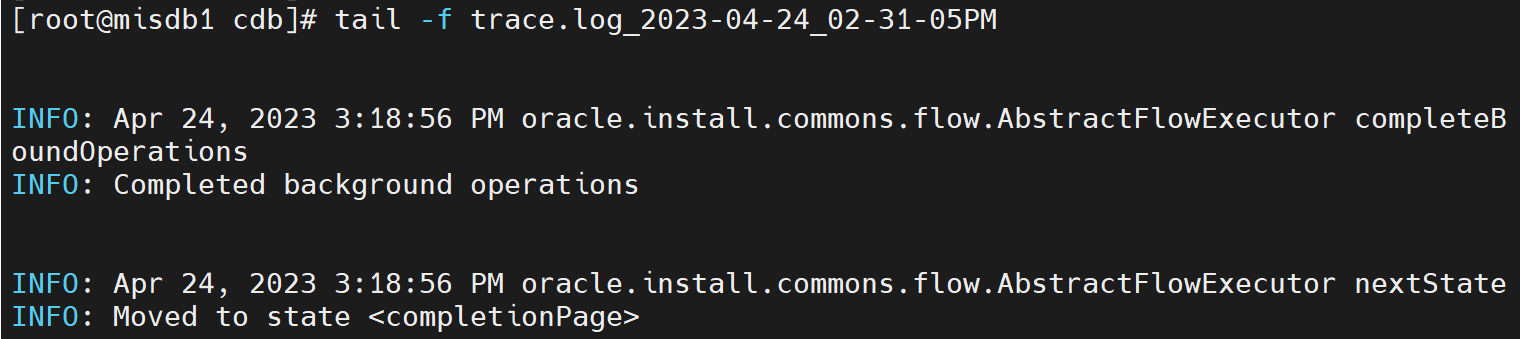 [root@misdb1 cdb]# tail -f trace.log_2023-04-24_02-31-05PM
INFO: Apr 24, 2023 3:18:56 PM oracle.install.commons.flow.AbstractFlowExecutor completeB
oundOperations
INFO: Completed background operations
INFO: Apr 24, 2023 3:18:56 PM oracle.install.commons.flow.AbstractFlowExecutor nextState
INFO: Moved to state <completionPage>